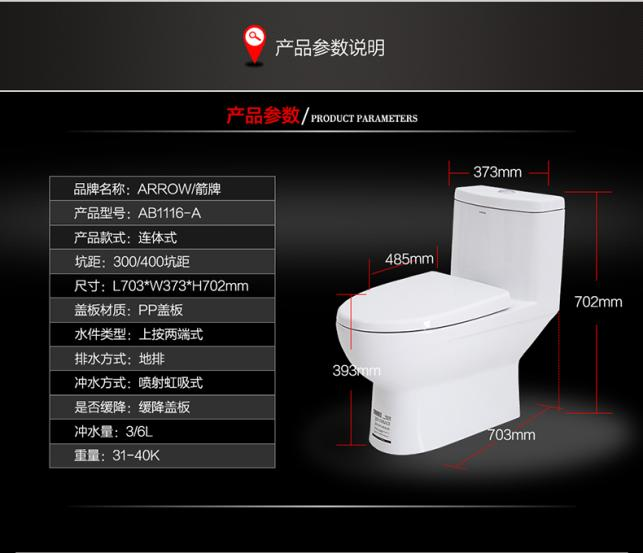 产品参数说明
产品参数/PRODUCT PARAMETERS
品牌名称：ARROW/箭牌
产品型号：AB1116-A
产品款式：连体式
坑距：300/400坑距
尺寸：L703*W373*H702mm
盖板材质：PP盖板
水件类型：上按两端式
排水方式：地排
冲水方式：喷射虹吸式
是否缓降：缓降盖板
冲水量：3/6L
重量：31-40K
373mm
485mm
702mm
393mm
703mm